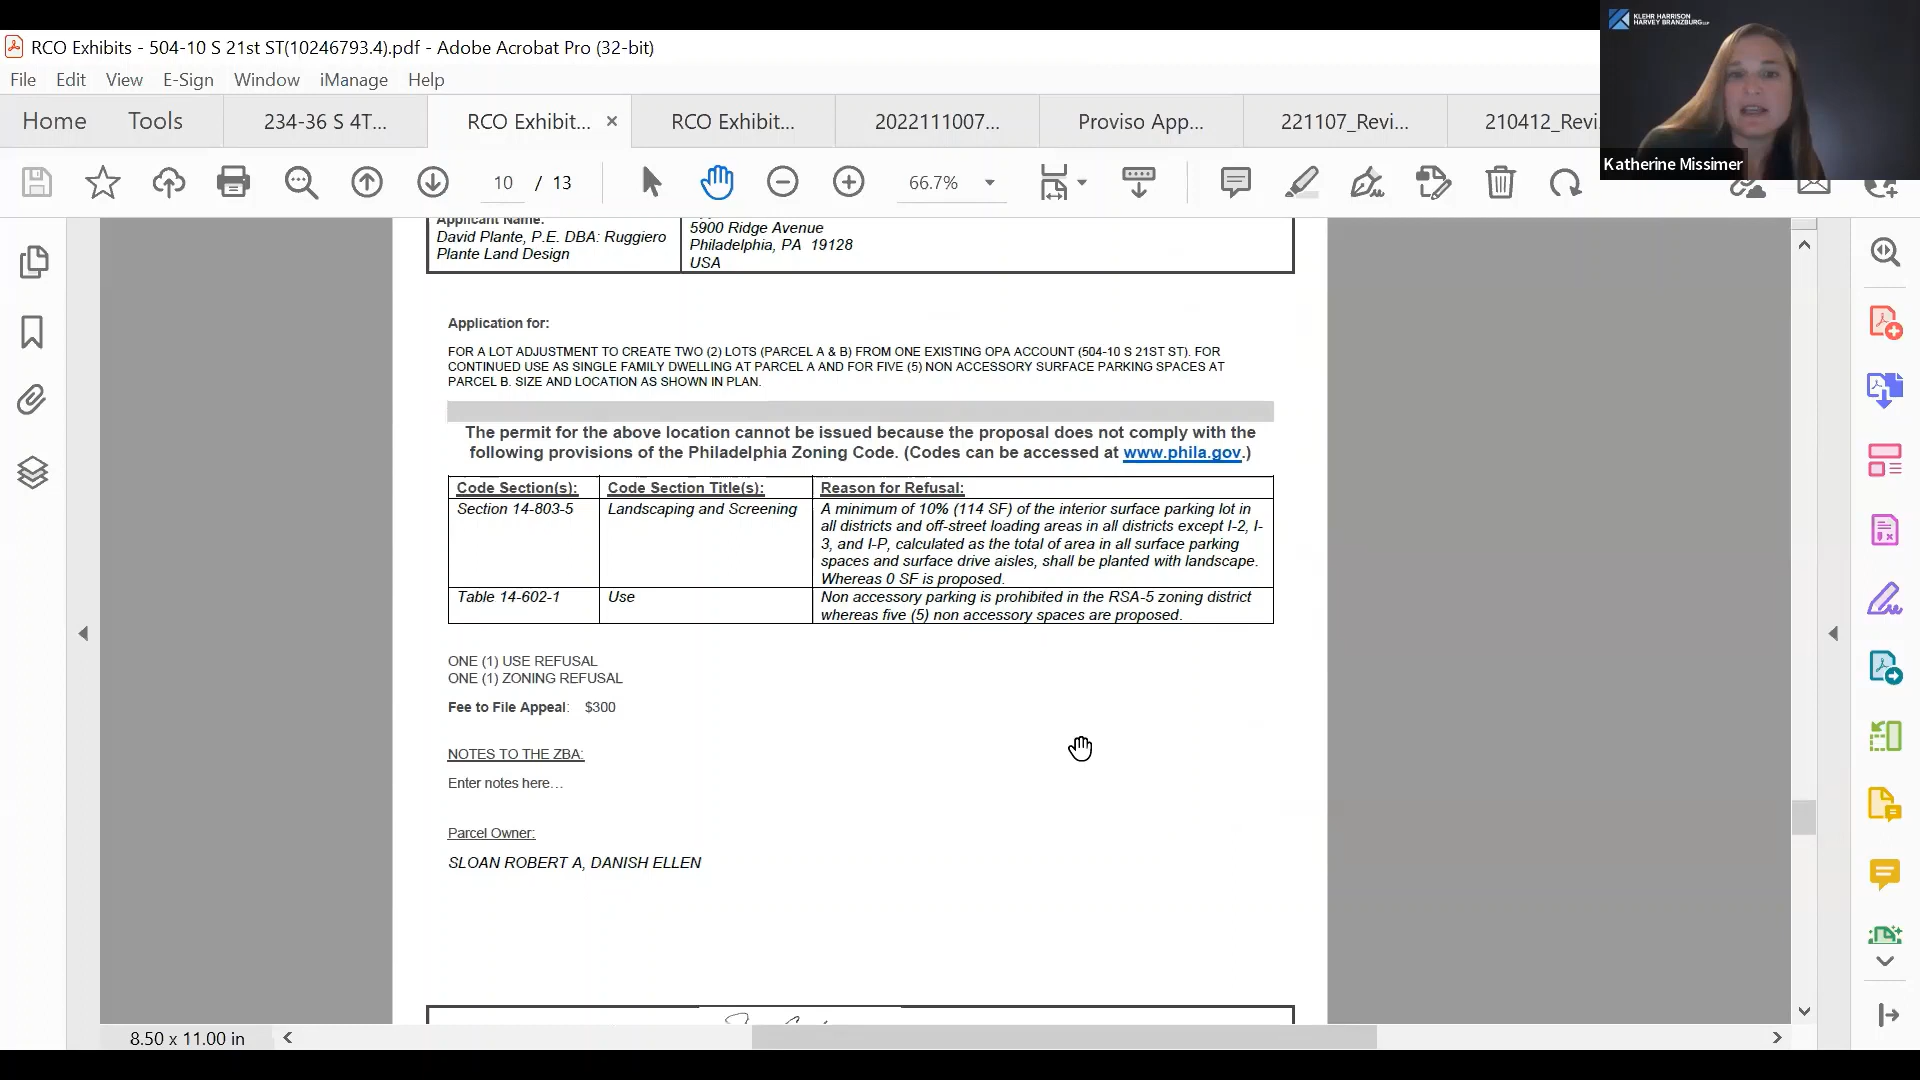 KLEHR HARRISON
HARVEY BRANZBURG LLP
Katherine Missimer
RCO Exhibits - 504-10 S 21st ST(10246793.4).pdf - Adobe Acrobat Pro (32-bit)
File Edit View E-Sign Window iManage Help
Home Tools 234-36 S 4T... RCO Exhibit... × RCO Exhibit... 2022111007... Proviso App... 221107_Revi... 210412_Revi
10 / 13 66.7%
Applicant Name:
David Plante, P.E. DBA: Ruggiero
Plante Land Design
5900 Ridge Avenue
Philadelphia, PA 19128
USA
Application for:
FOR A LOT ADJUSTMENT TO CREATE TWO (2) LOTS (PARCEL A & B) FROM ONE EXISTING OPA ACCOUNT (504-10 S 21ST ST). FOR
CONTINUED USE AS SINGLE FAMILY DWELLING AT PARCEL A AND FOR FIVE (5) NON ACCESSORY SURFACE PARKING SPACES AT
PARCEL B. SIZE AND LOCATION AS SHOWN IN PLAN.
The permit for the above location cannot be issued because the proposal does not comply with the
following provisions of the Philadelphia Zoning Code. (Codes can be accessed at www.phila.gov.)
Code Section(s): Code Section Title(s): Reason for Refusal:
Section 14-803-5 Landscaping and Screening A minimum of 10% (114 SF) of the interior surface parking lot in
all districts and off-street loading areas in all districts except I-2, I-
3, and I-P, calculated as the total of area in all surface parking
spaces and surface drive aisles, shall be planted with landscape.
Whereas 0 SF is proposed.
Table 14-602-1 Use Non accessory parking is prohibited in the RSA-5 zoning district
whereas five (5) non accessory spaces are proposed.
ONE (1) USE REFUSAL
ONE (1) ZONING REFUSAL
Fee to File Appeal: $300
NOTES TO THE ZBA:
Enter notes here…
Parcel Owner:
SLOAN ROBERT A, DANISH ELLEN
8.50 x 11.00 in